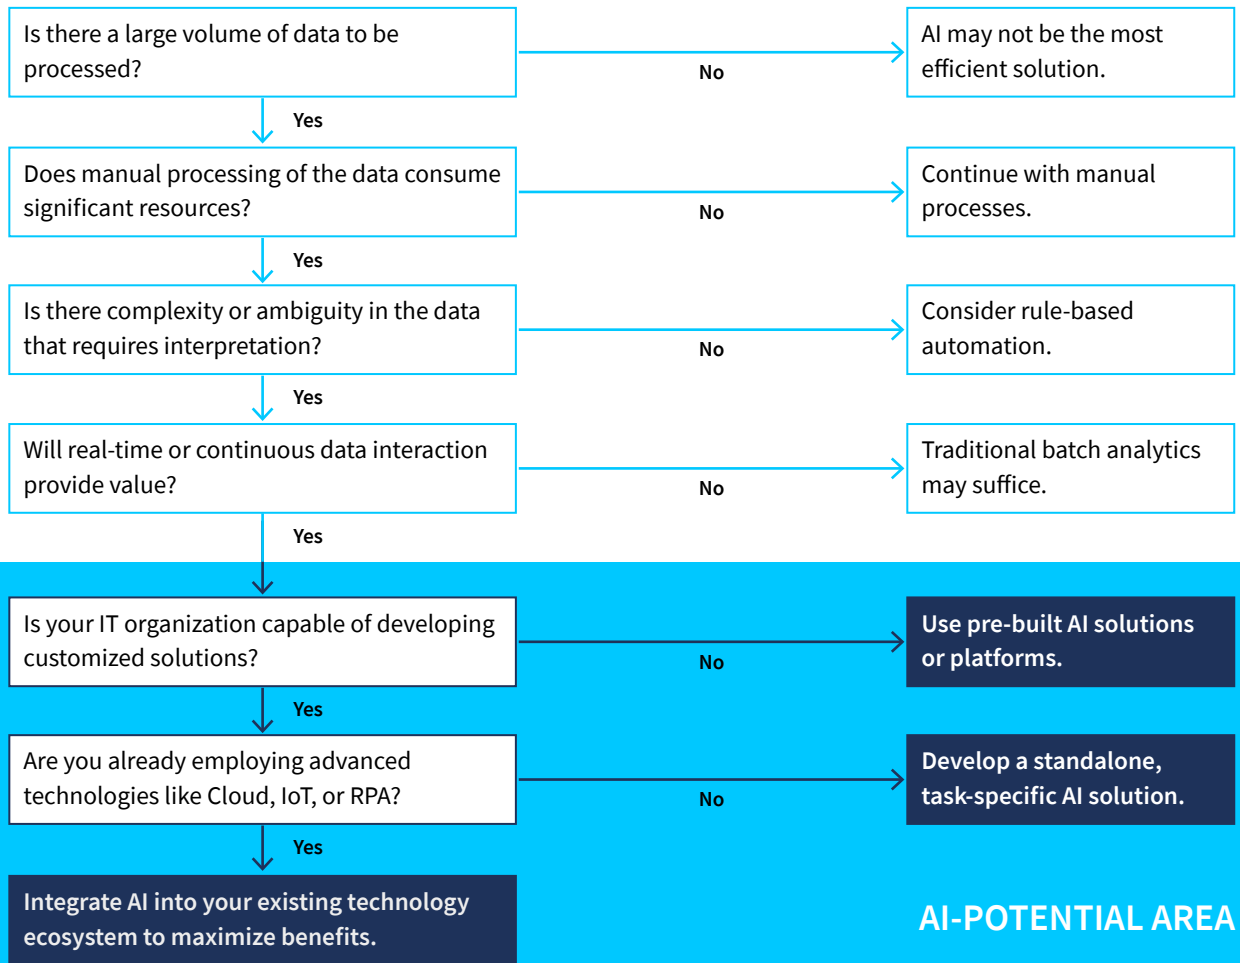 Is there a large volume of data to be
processed?
No
AI may not be the most
efficient solution.
Yes
Does manual processing of the data consume
significant resources?
No
Continue with manual
processes.
Yes
Is there complexity or ambiguity in the data
that requires interpretation?
No
Consider rule-based
automation.
Yes
Will real-time or continuous data interaction
provide value?
No
Traditional batch analytics
may suffice.
Yes
Is your IT organization capable of developing
customized solutions?
No
Use pre-built AI solutions
or platforms.
Yes
Are you already employing advanced
technologies like Cloud, IoT, or RPA?
No
Develop a standalone,
task-specific AI solution.
Yes
Integrate AI into your existing technology
ecosystem to maximize benefits.
AI-POTENTIAL AREA